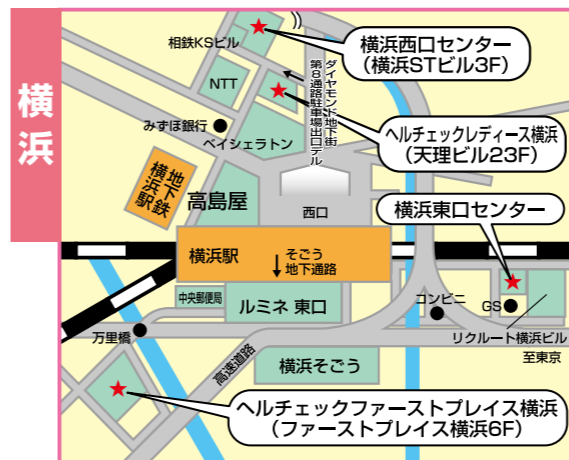 横浜
相鉄KSビル
横浜西口センター
(横浜STビル3F)
NTT
ダイヤモンド地下街
第8通路駐車場出口デル
みずほ銀行
ベイシェラトン
ヘルチェックレディース横浜
(天理ビル23F)
地下鉄
横浜駅
高島屋
西口
横浜東口センター
横浜駅
そごう
地下通路
中央郵便局
ルミネ 東口
コンビニ
GS
万里橋
リクルート横浜ビル
至東京
高速道路
横浜そごう
ヘルチェックファーストプレイス横浜
(ファーストプレイス横浜6F)